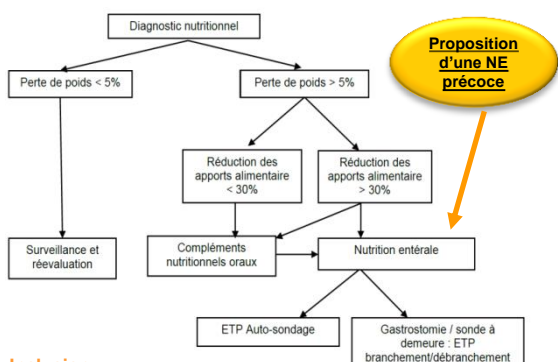 Diagnostic nutritionnel
Proposition
d'une NE
précoce
Perte de poids < 5%
Perte de poids > 5%
Réduction des
apports alimentaire
< 30%
Réduction des
apports alimentaire
> 30%
Surveillance et
réevaluation
Compléments
nutritionnels oraux
Nutrition entérale
ETP Auto-sondage
Gastrostomie / sonde à
demeure : ETP
branchement/débranchement